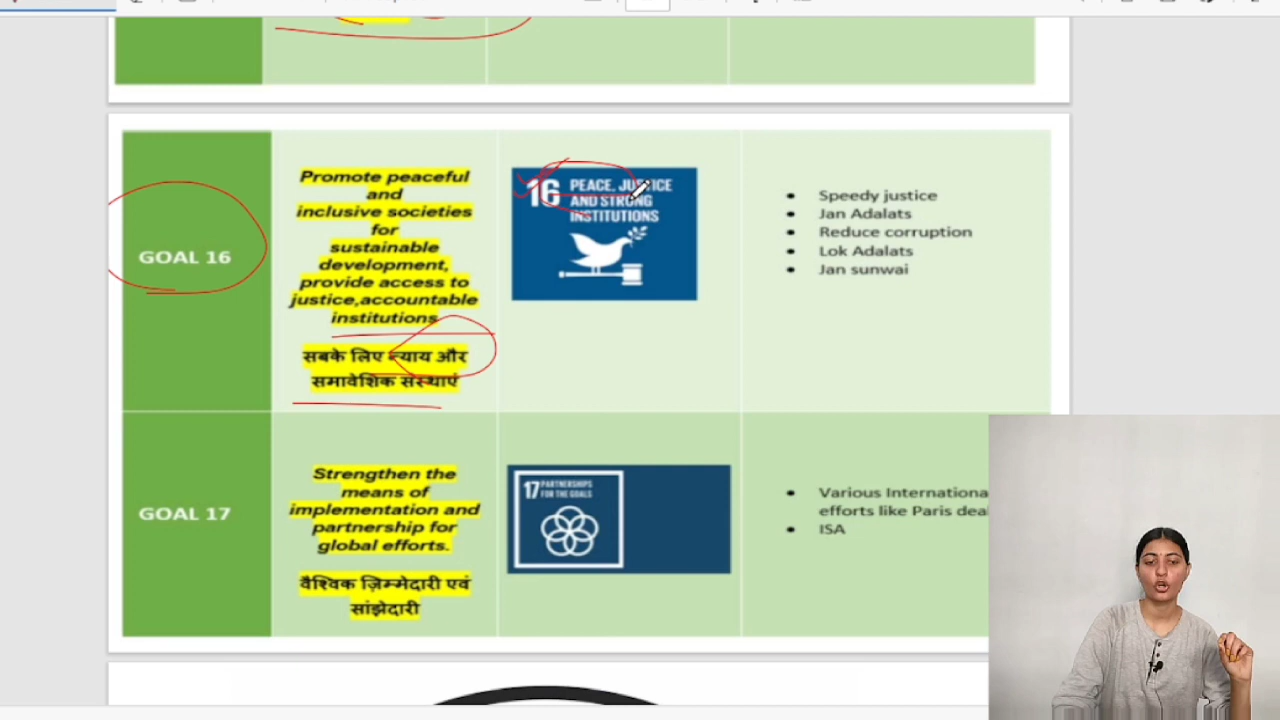 GOAL 16
Promote peaceful
and
inclusive societies
for
sustainable
development,
provide access to
justice,accountable
institutions
सबके लिए न्याय और
समावेशिक संस्थाएं
16 PEACE, JUSTICE
AND STRONG
INSTITUTIONS
• Speedy justice
• Jan Adalats
• Reduce corruption
• Lok Adalats
• Jan sunwai
GOAL 17
Strengthen the
means of
implementation and
partnership for
global efforts.
वैश्विक ज़िम्मेदारी एवं
सांझेदारी
17 PARTNERSHIPS
FOR THE GOALS
• Various Internationa
efforts like Paris dea
• ISA